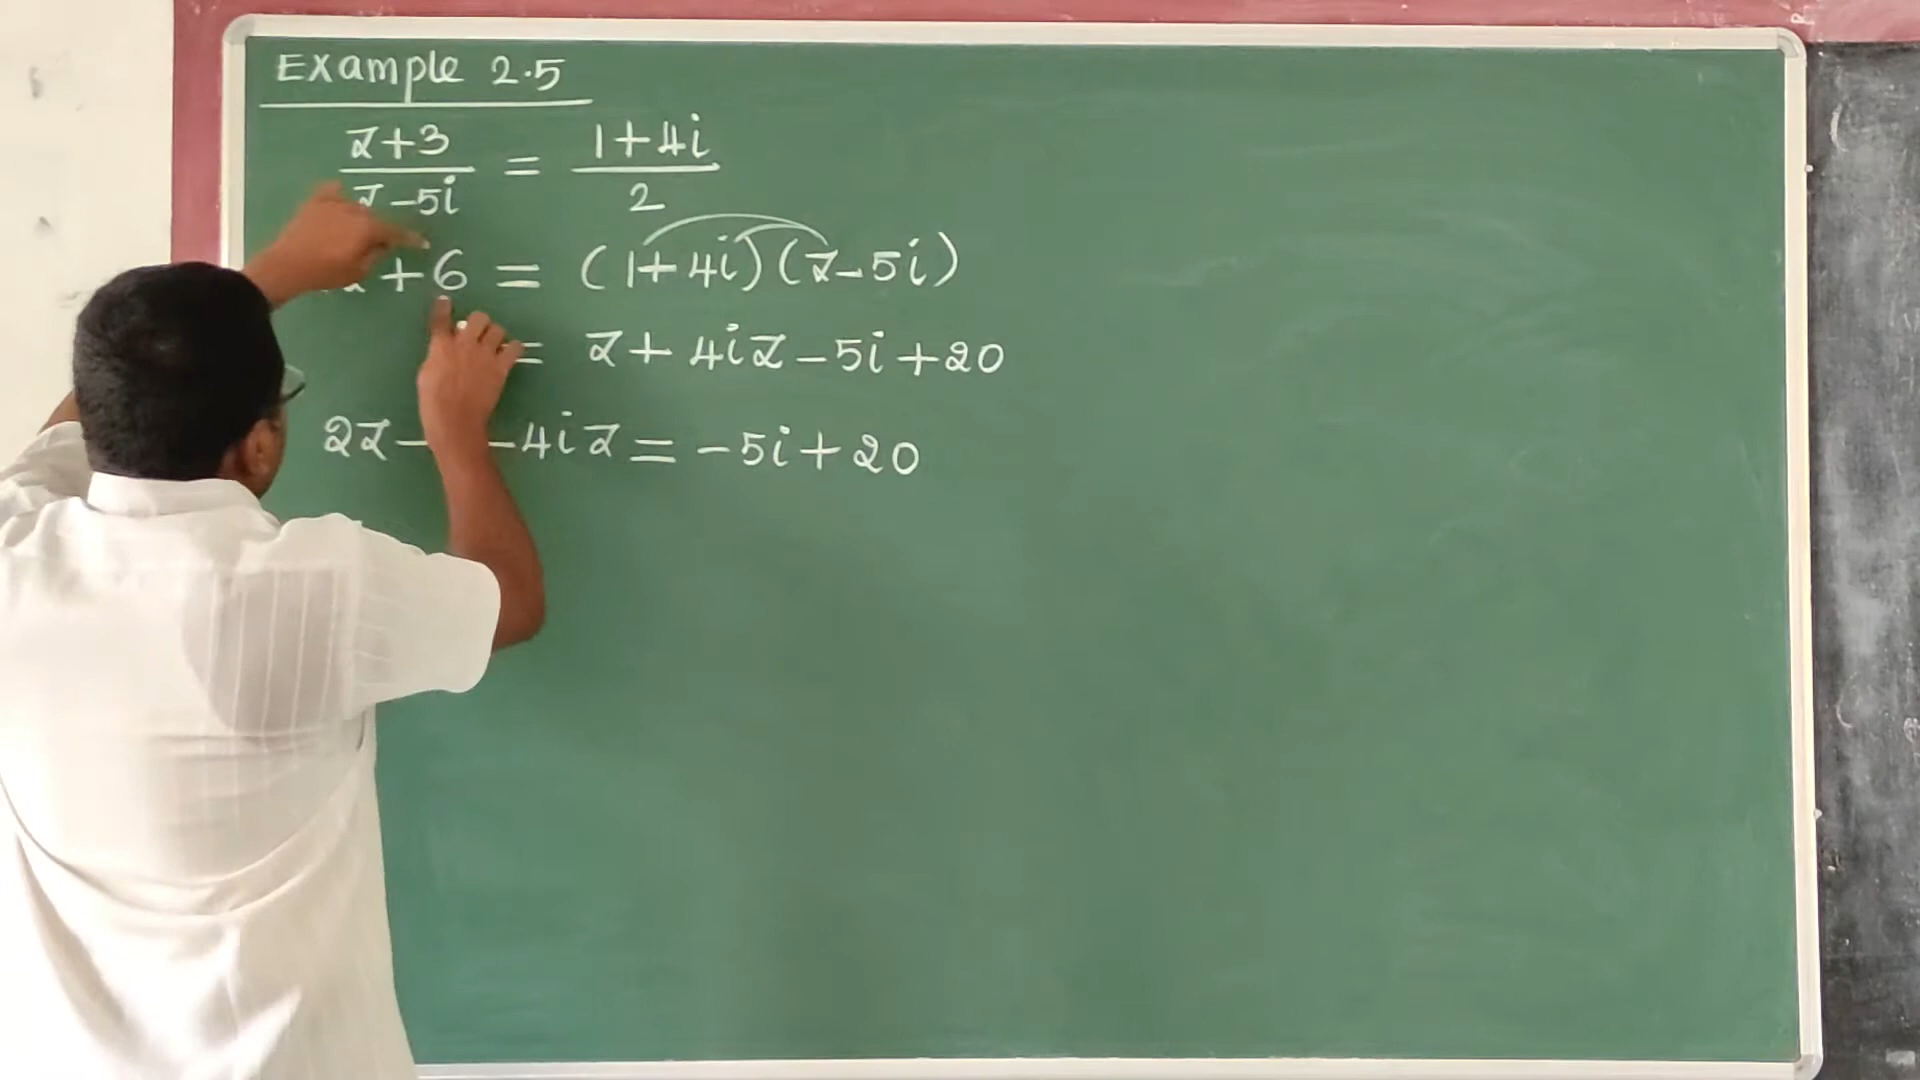 Example 2.5
z+3 / z-5i = 1+4i / 2
+6 = (1+4i)(z-5i)
= z+4iz-5i+20
2z- -4iz = -5i+20